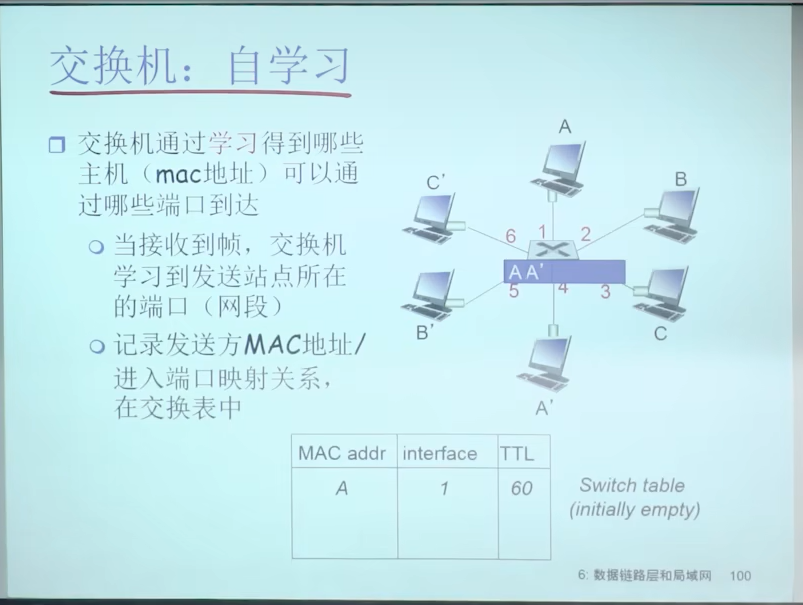 交换机：自学习
交换机通过学习得到哪些
主机（mac地址）可以通
过哪些端口到达
当接收到帧，交换机
学习到发送站点所在
的端口（网段）
记录发送方MAC地址/
进入端口映射关系，
在交换表中
A
C'
B
6
1
2
A A'
5
4
3
B'
C
A'
MAC addr interface TTL
A 1 60
Switch table
(initially empty)
6: 数据链路层和局域网 100